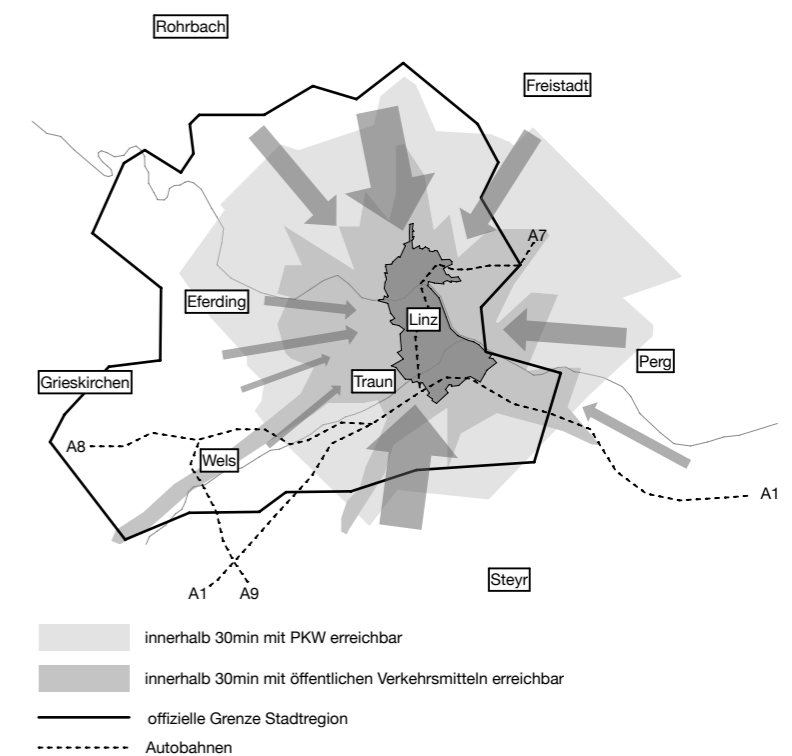 Rohrbach
Freistadt
A7
Eferding
Linz
Perg
Traun
Grieskirchen
A8
Wels
A1
Steyr
A1 A9
innerhalb 30min mit PKW erreichbar
innerhalb 30min mit öffentlichen Verkehrsmitteln erreichbar
offizielle Grenze Stadtregion
Autobahnen